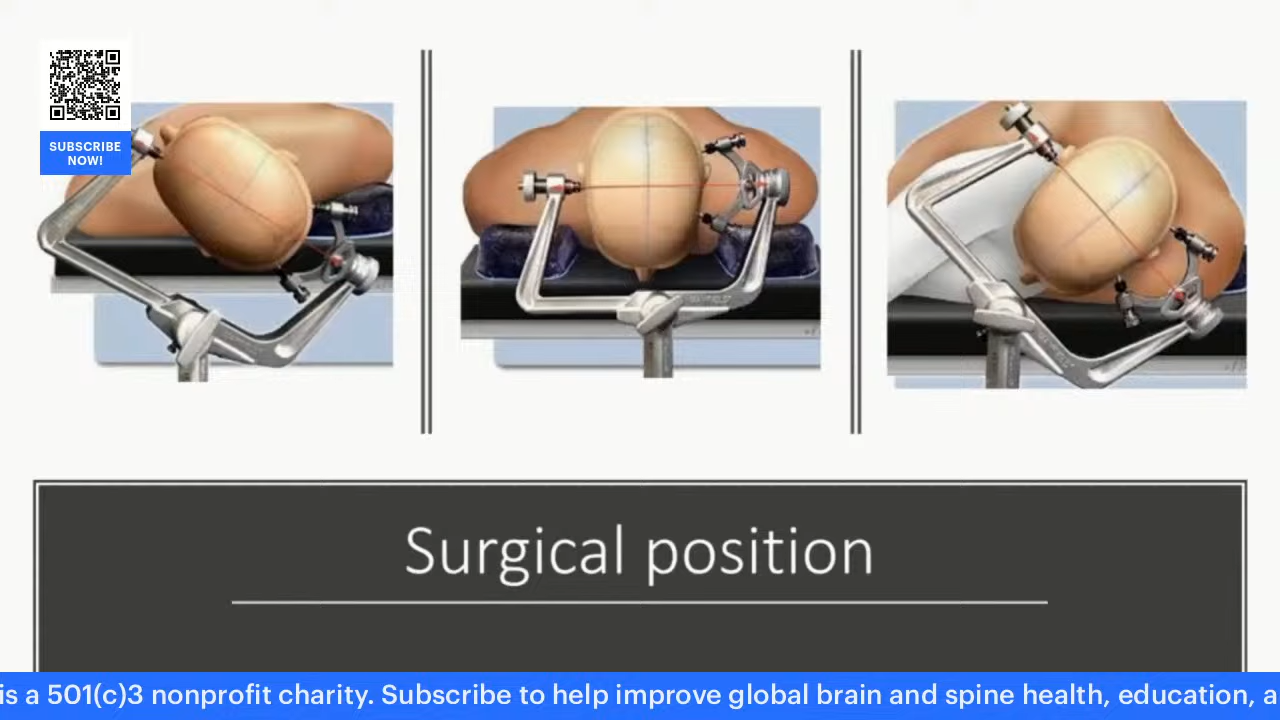 SUBSCRIBE
NOW!
Surgical position
is a 501(c)3 nonprofit charity. Subscribe to help improve global brain and spine health, education, a